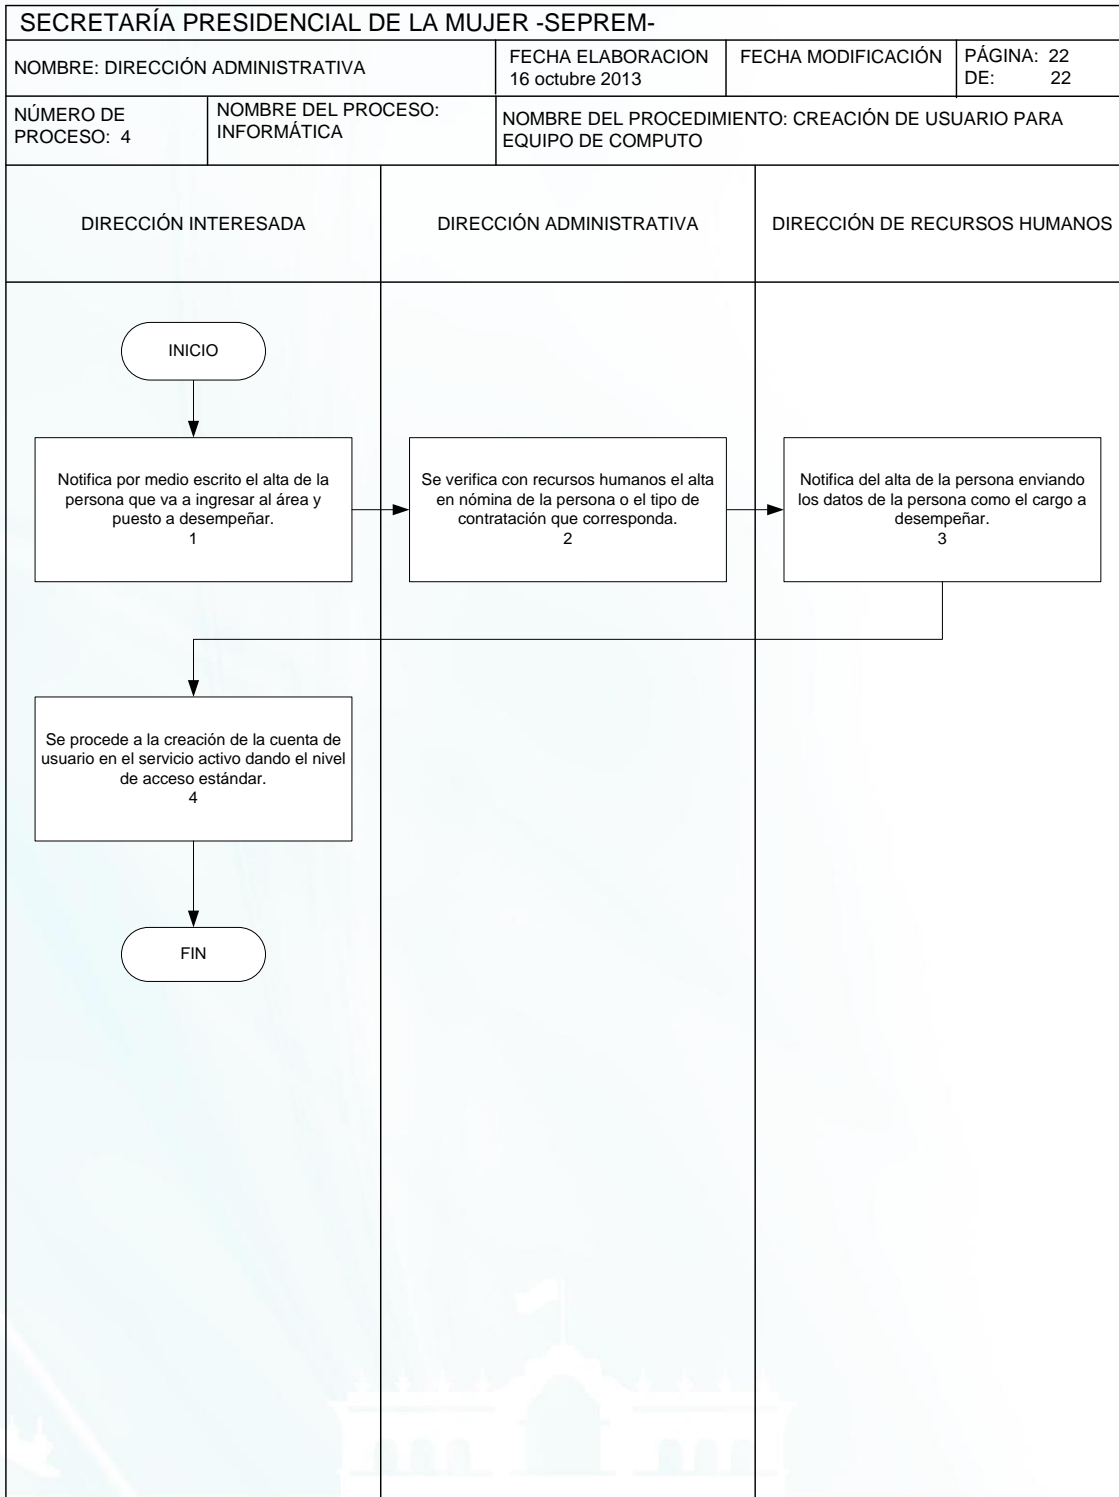 SECRETARÍA PRESIDENCIAL DE LA MUJER -SEPREM-
NOMBRE: DIRECCIÓN ADMINISTRATIVA
FECHA ELABORACION
16 octubre 2013
FECHA MODIFICACIÓN
PÁGINA: 22
DE: 22
NÚMERO DE
PROCESO: 4
NOMBRE DEL PROCESO:
INFORMÁTICA
NOMBRE DEL PROCEDIMIENTO: CREACIÓN DE USUARIO PARA
EQUIPO DE COMPUTO
DIRECCIÓN INTERESADA
DIRECCIÓN ADMINISTRATIVA
DIRECCIÓN DE RECURSOS HUMANOS
INICIO
Notifica por medio escrito el alta de la
persona que va a ingresar al área y
puesto a desempeñar.
1
Se verifica con recursos humanos el alta
en nómina de la persona o el tipo de
contratación que corresponda.
2
Notifica del alta de la persona enviando
los datos de la persona como el cargo a
desempeñar.
3
Se procede a la creación de la cuenta de
usuario en el servicio activo dando el nivel
de acceso estándar.
4
FIN